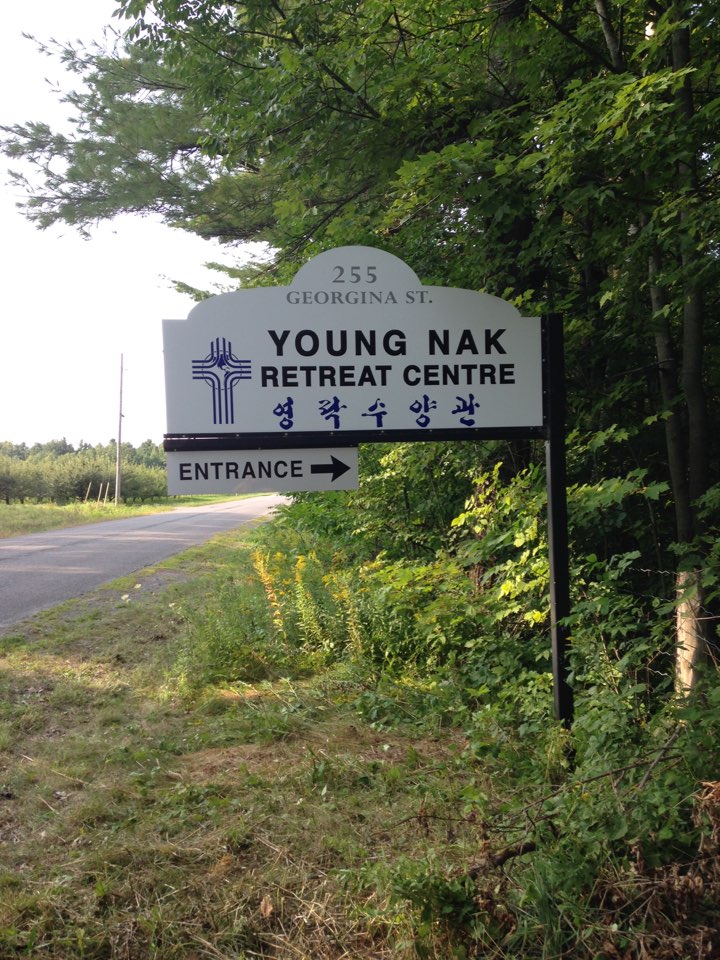 255
GEORGINA ST.
YOUNG NAK
RETREAT CENTRE
영락수양관
ENTRANCE →